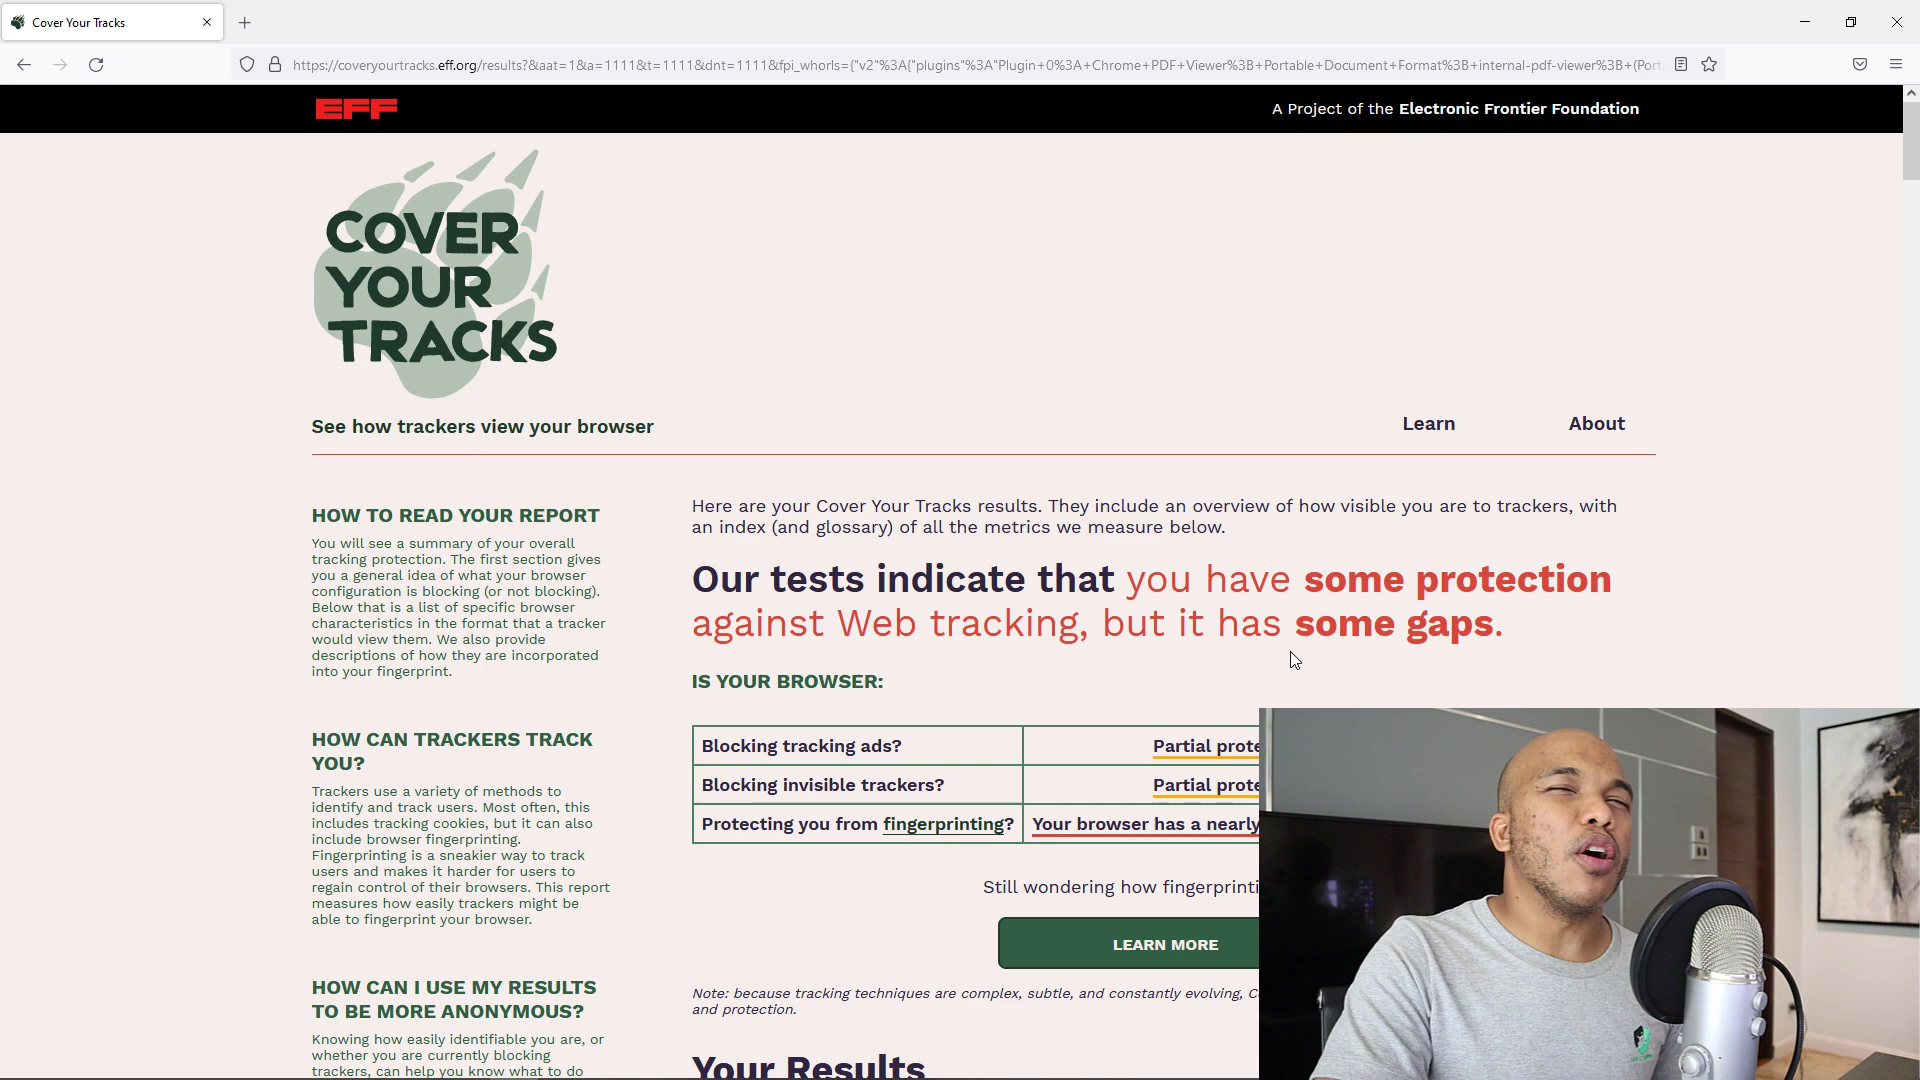 Cover Your Tracks
https://coveryourtracks.eff.org/results?&aat=1&a=1111&t=1111&dnt=1111&fpi_whorls={"v2"%3A{"plugins"%3A"Plugin+0%3A+Chrome+PDF+Viewer%3B+Portable+Document+Format%3B+internal-pdf-viewer%3B+(Port
EFF
A Project of the Electronic Frontier Foundation
COVER
YOUR
TRACKS
See how trackers view your browser
Learn
About
HOW TO READ YOUR REPORT
You will see a summary of your overall
tracking protection. The first section gives
you a general idea of what your browser
configuration is blocking (or not blocking).
Below that is a list of specific browser
characteristics in the format that a tracker
would view them. We also provide
descriptions of how they are incorporated
into your fingerprint.
HOW CAN TRACKERS TRACK
YOU?
Trackers use a variety of methods to
identify and track users. Most often, this
includes tracking cookies, but it can also
include browser fingerprinting.
Fingerprinting is a sneakier way to track
users and makes it harder for users to
regain control of their browsers. This report
measures how easily trackers might be
able to fingerprint your browser.
HOW CAN I USE MY RESULTS
TO BE MORE ANONYMOUS?
Knowing how easily identifiable you are, or
whether you are currently blocking
trackers, can help you know what to do
Here are your Cover Your Tracks results. They include an overview of how visible you are to trackers, with
an index (and glossary) of all the metrics we measure below.
Our tests indicate that you have some protection
against Web tracking, but it has some gaps.
IS YOUR BROWSER:
Blocking tracking ads?
Partial prote
Blocking invisible trackers?
Partial prote
Protecting you from fingerprinting?
Your browser has a nearly
Still wondering how fingerprinti
LEARN MORE
Note: because tracking techniques are complex, subtle, and constantly evolving, C
and protection.
Your Results